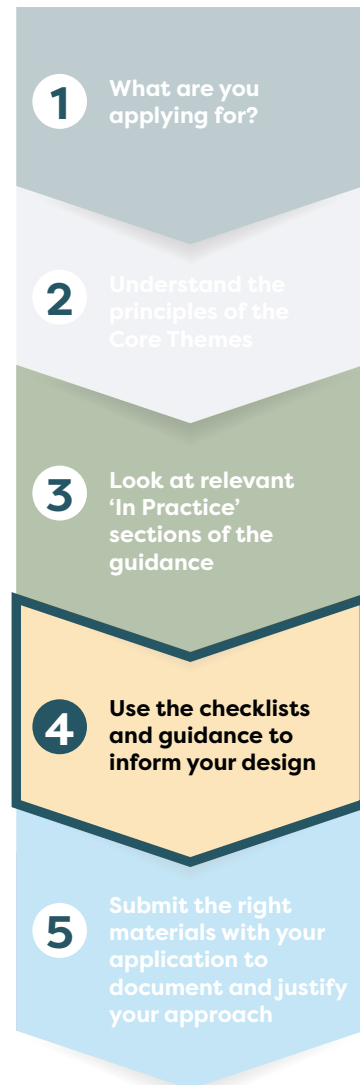 1
What are you
applying for?
2
Understand the
principles of the
Core Themes
3
Look at relevant
‘In Practice’
sections of the
guidance
4
Use the checklists
and guidance to
inform your design
5
Submit the right
materials with your
application to
document and justify
your approach